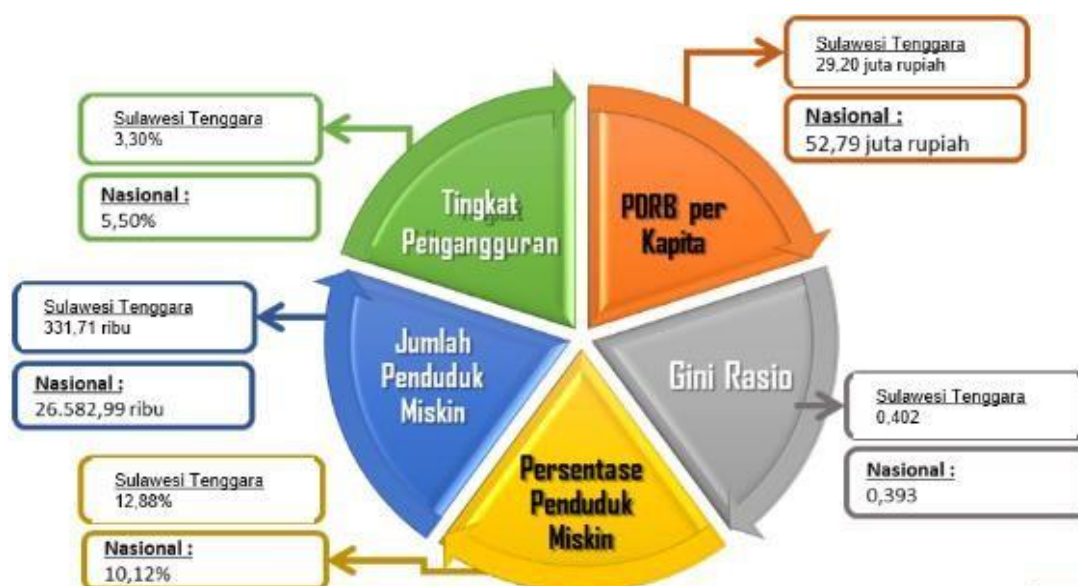 Sulawesi Tenggara
29,20 juta rupiah
Nasional :
52,79 juta rupiah
Sulawesi Tenggara
3,30%
Nasional :
5,50%
Tingkat
Pengangguran
PDRB per
Kapita
Sulawesi Tenggara
331,71 ribu
Nasional :
26.582,99 ribu
Jumlah
Penduduk
Miskin
Gini Rasio
Sulawesi Tenggara
0,402
Nasional :
0,393
Sulawesi Tenggara
12,88%
Nasional :
10,12%
Persentase
Penduduk
Miskin